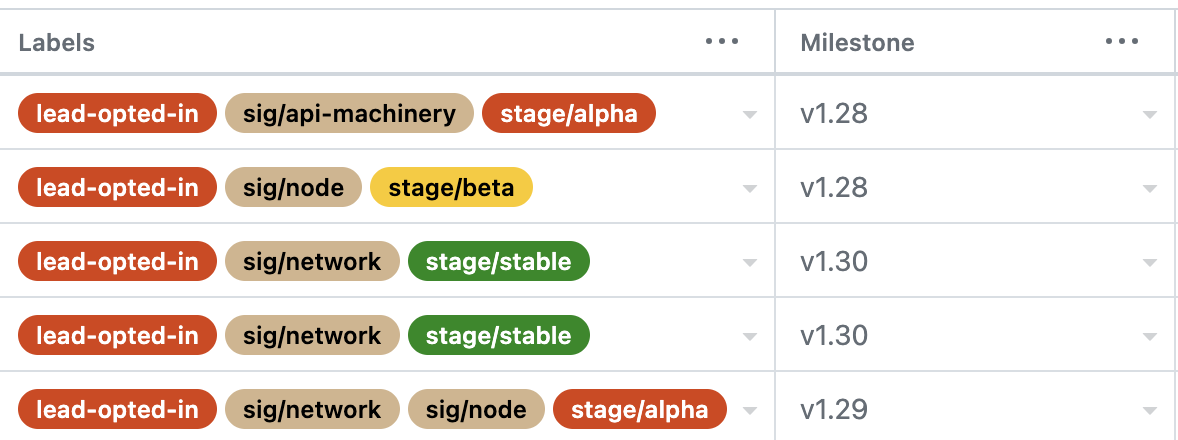 Labels ... Milestone ...
lead-opted-in sig/api-machinery stage/alpha v1.28
lead-opted-in sig/node stage/beta v1.28
lead-opted-in sig/network stage/stable v1.30
lead-opted-in sig/network stage/stable v1.30
lead-opted-in sig/network sig/node stage/alpha v1.29